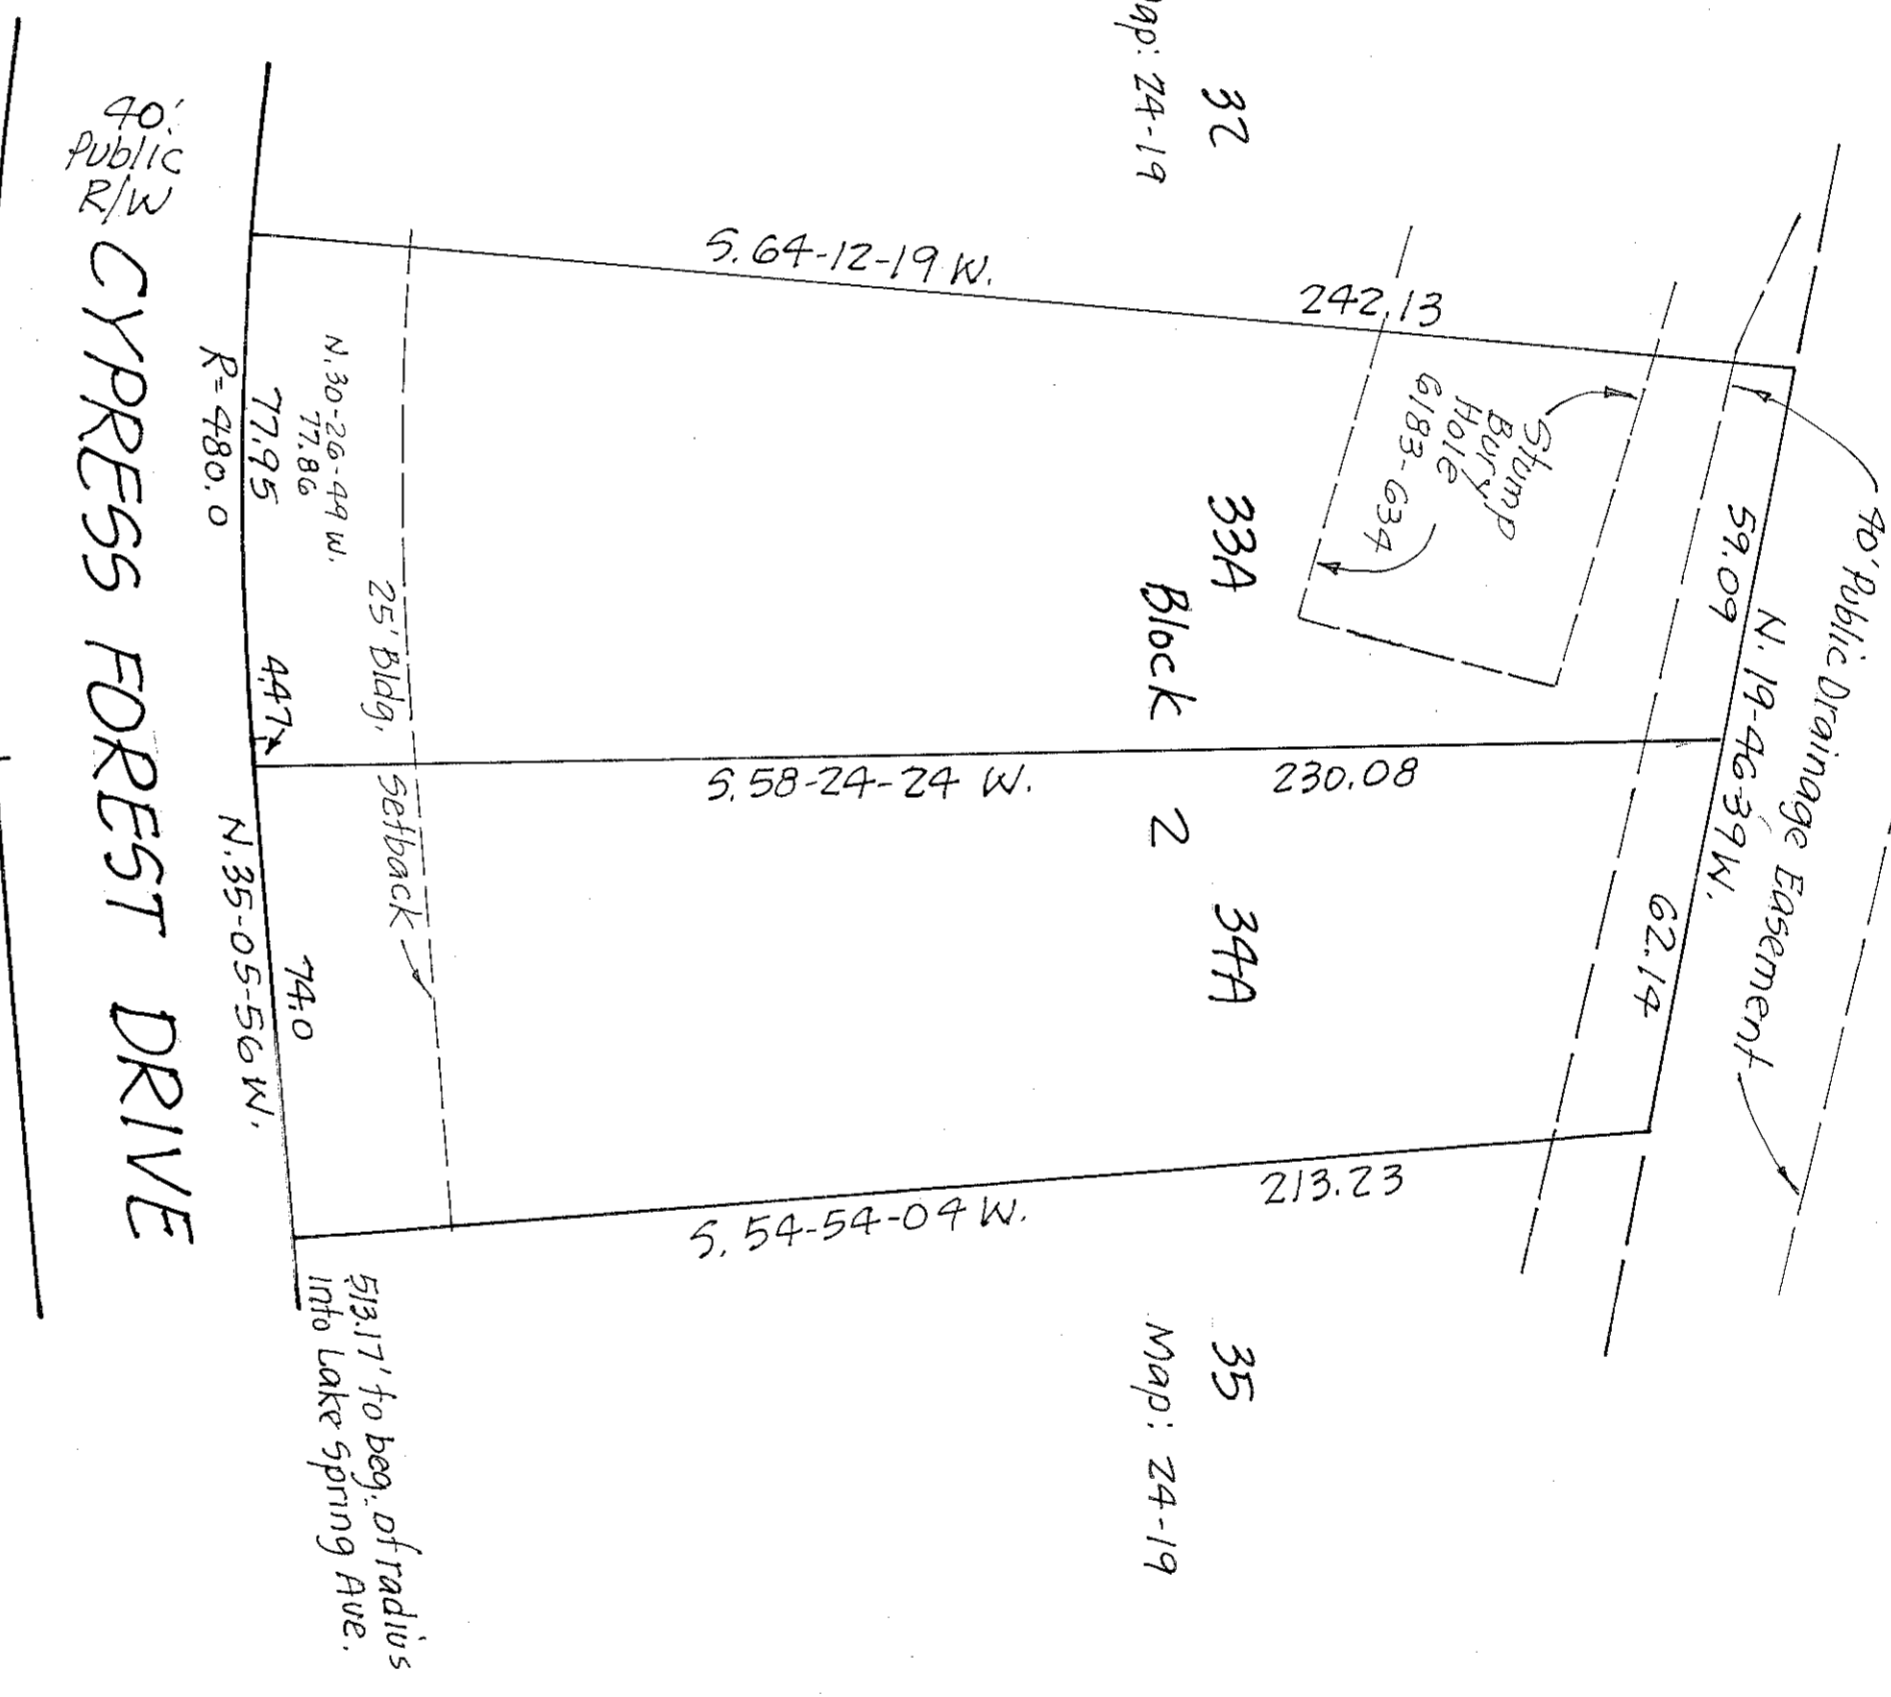 ap: 24-19
32
40'
Public
R/W
CYPRESS FOREST DRIVE
S. 64-12-19 W.
242.13
R=480.0
77.95
N. 30-26-49 W.
77.86
4.47
25' Bldg. Setback
Stump
Bury
Hole
6183-634
40' Public Drainage Easement
59.09
N. 19-46-39 W.
62.14
33A
Block 2
34A
S. 58-24-24 W.
230.08
N. 35-05-56 W.
74.0
S. 54-54-04 W.
213.23
513.17' to beg. of radius
into Lake Spring Ave.
35
Map: 24-19